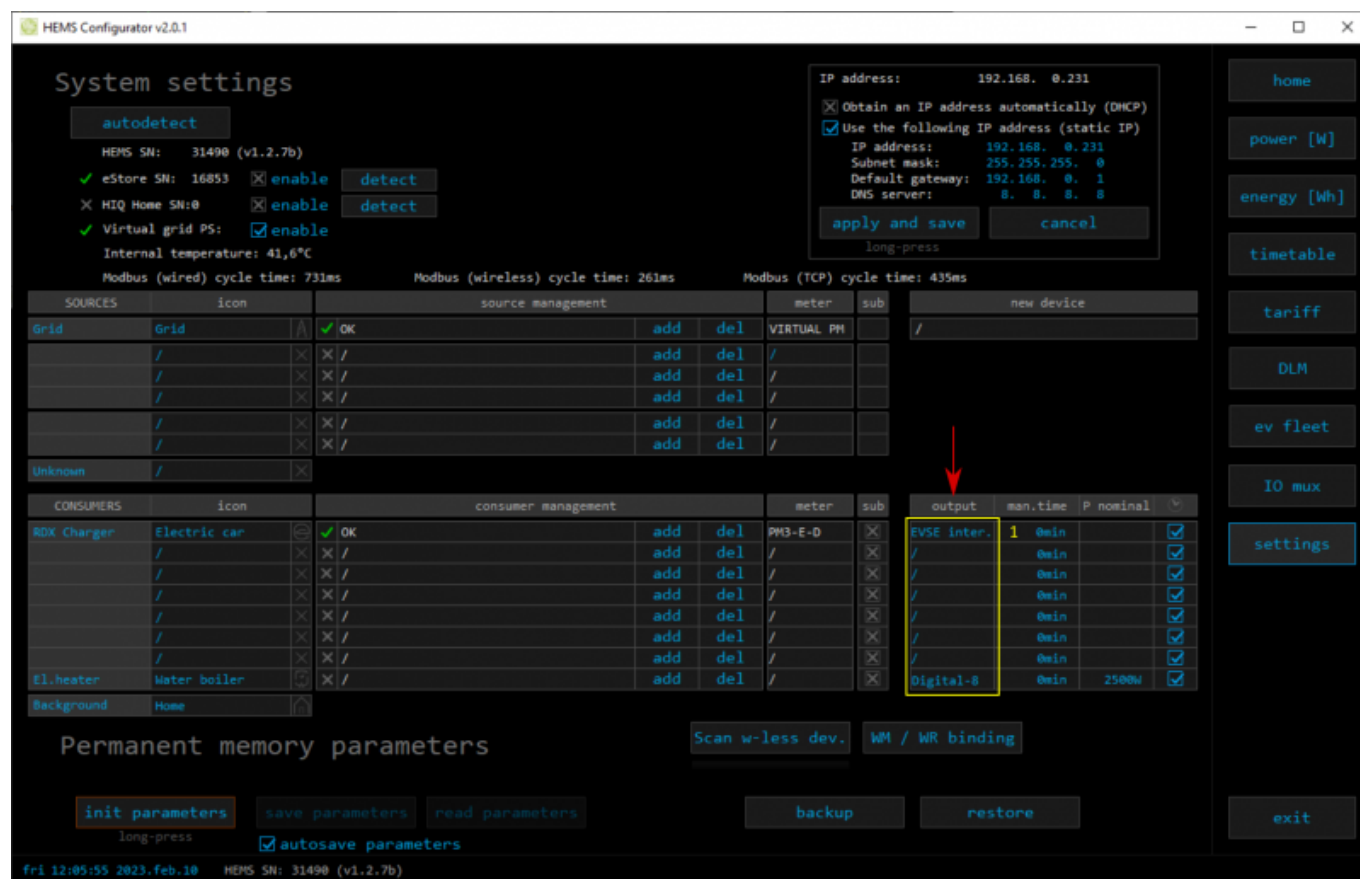 HEMS Configurator v2.0.1
System settings
autodetect
HEMS SN: 31490 (v1.2.7b)
eStore SN: 16853 enable detect
HIQ Home SN:0 enable detect
Virtual grid PS: enable
Internal temperature: 41,6°C
Modbus (wired) cycle time: 731ms Modbus (wireless) cycle time: 261ms Modbus (TCP) cycle time: 435ms
IP address: 192.168. 0.231
Obtain an IP address automatically (DHCP)
Use the following IP address (static IP)
IP address: 192.168. 0.231
Subnet mask: 255.255.255. 0
Default gateway: 192.168. 0. 1
DNS server: 8. 8. 8. 8
apply and save cancel
long-press
SOURCES icon source management meter sub new device
Grid Grid OK add del VIRTUAL PM /
/ / add del /
/ / add del /
/ / add del /
/ / add del /
/ / add del /
Unknown /
CONSUMERS icon consumer management meter sub output man.time P nominal
RDX Charger Electric car OK add del PM3-E-D EVSE inter. 1 0min
/ / add del / / 0min
/ / add del / / 0min
/ / add del / / 0min
/ / add del / / 0min
/ / add del / / 0min
/ / add del / / 0min
El.heater Water boiler / add del / Digital-8 0min 2500W
Background Home
Permanent memory parameters
Scan w-less dev. WM / WR binding
init parameters save parameters read parameters backup restore
long-press
autosave parameters
fri 12:05:55 2023.feb.10 HEMS SN: 31490 (v1.2.7b)
home
power [W]
energy [Wh]
timetable
tariff
DLM
ev fleet
IO mux
settings
exit